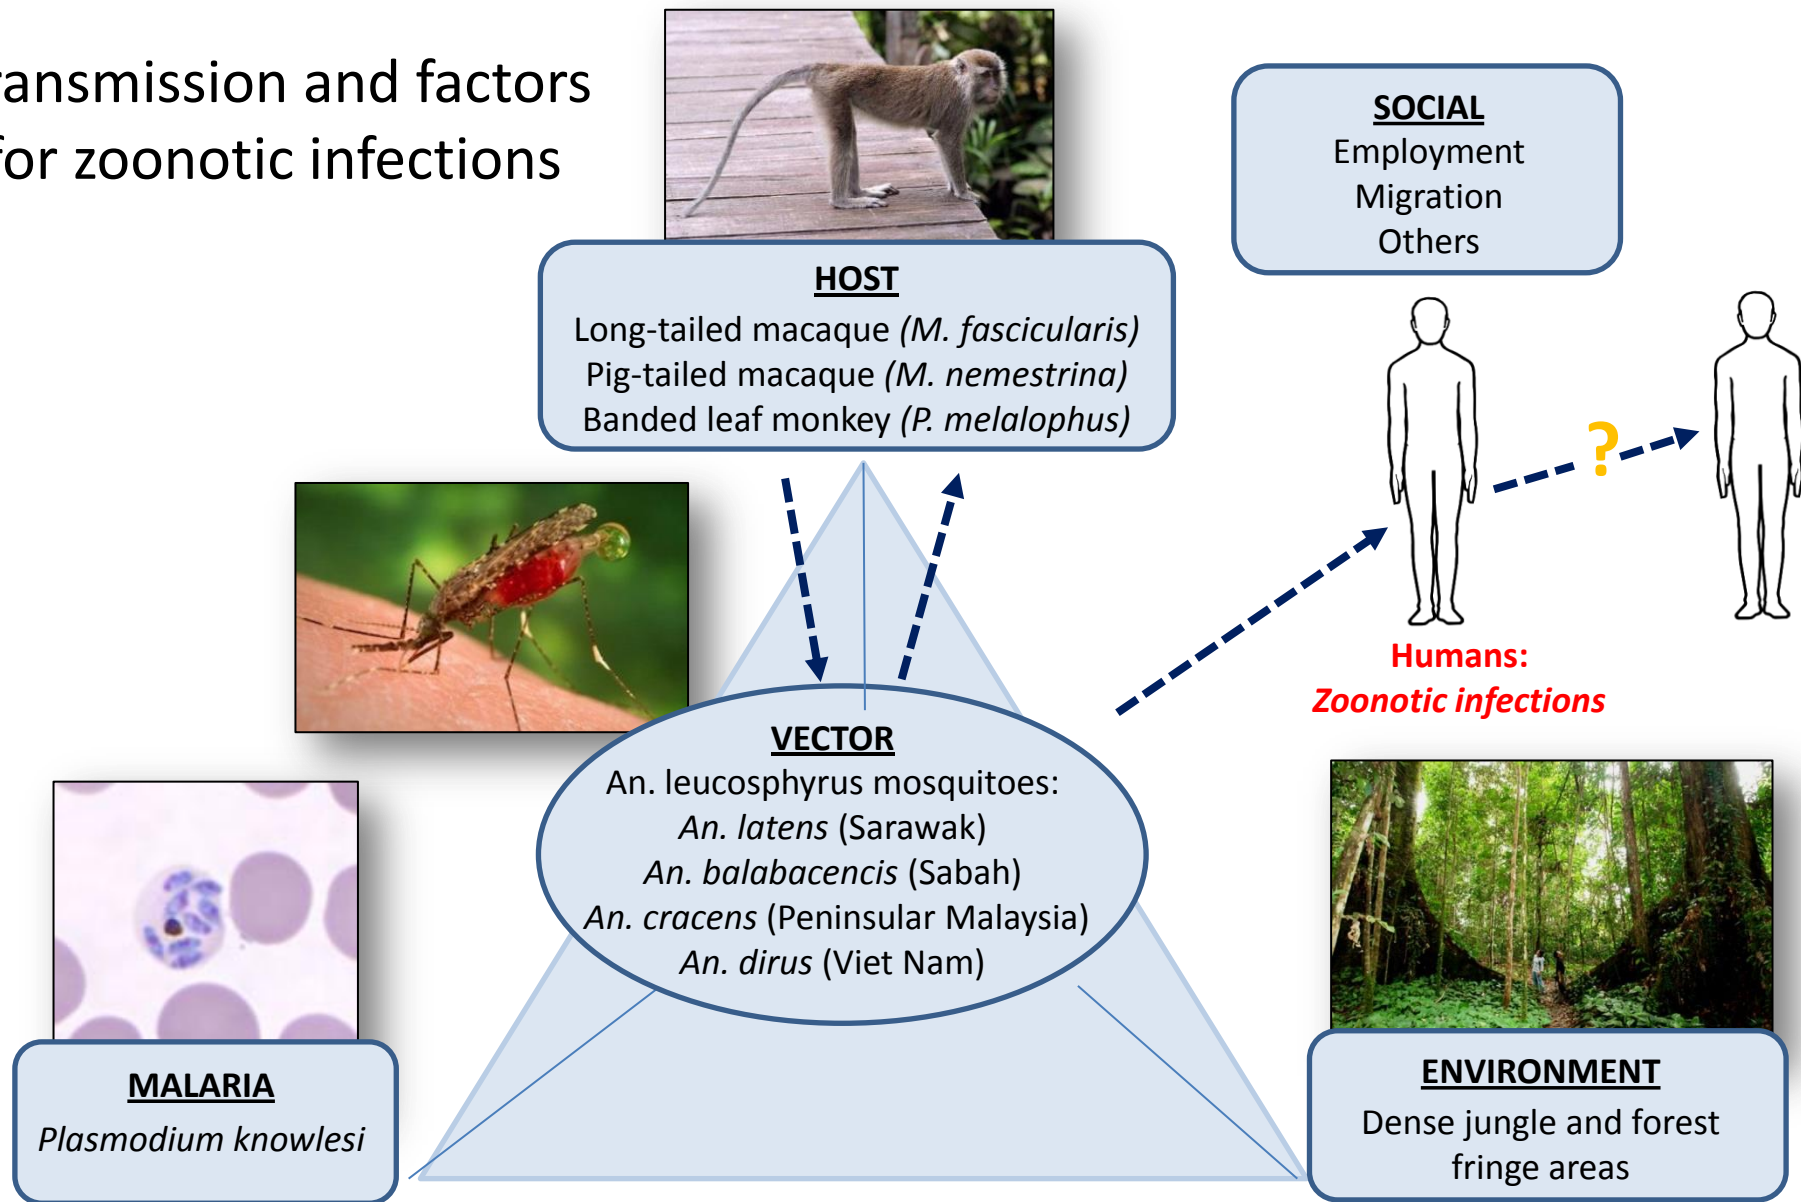 ransmission and factors
for zoonotic infections
HOST
Long-tailed macaque (M. fascicularis)
Pig-tailed macaque (M. nemestrina)
Banded leaf monkey (P. melalophus)
SOCIAL
Employment
Migration
Others
?
Humans:
Zoonotic infections
VECTOR
An. leucosphyrus mosquitoes:
An. latens (Sarawak)
An. balabacencis (Sabah)
An. cracens (Peninsular Malaysia)
An. dirus (Viet Nam)
MALARIA
Plasmodium knowlesi
ENVIRONMENT
Dense jungle and forest
fringe areas